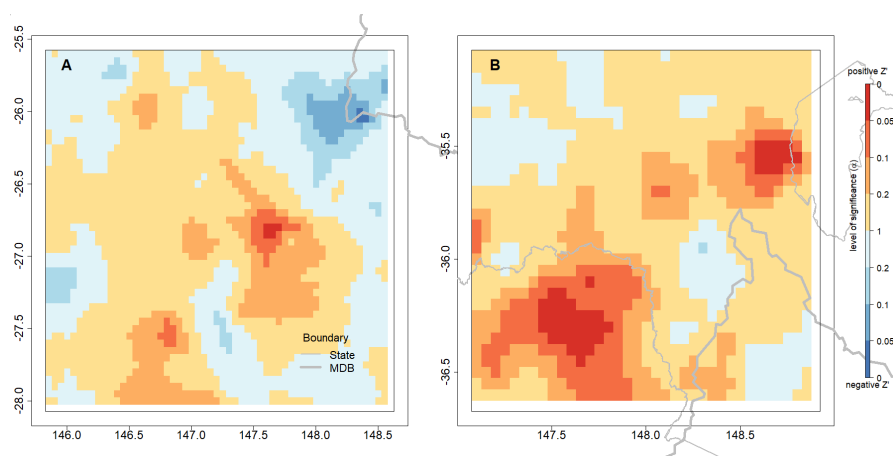 A
B
-25.5
-26.0
-26.5
-27.0
-27.5
-28.0
146.0 146.5 147.0 147.5 148.0 148.5
Boundary
State
MDB
-35.5
-36.0
-36.5
147.5 148.0 148.5
positive Z'
0
0.05
0.1
0.2
1
0.2
0.1
0.05
0
negative Z'
level of significance (α)